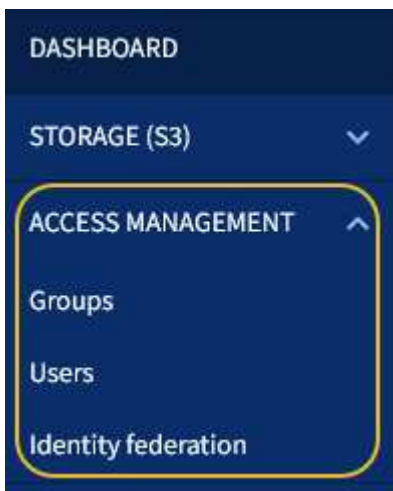 DASHBOARD
STORAGE (S3)
ACCESS MANAGEMENT
Groups
Users
Identity federation